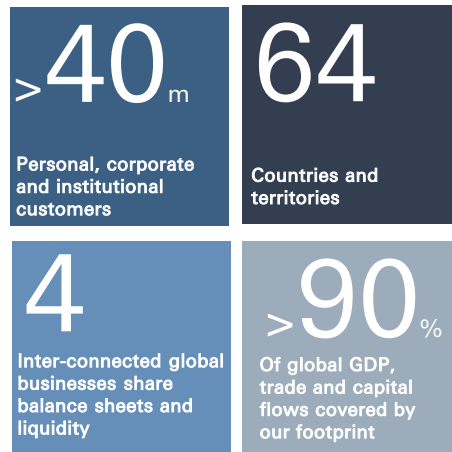 >40m
Personal, corporate
and institutional
customers
64
Countries and
territories
4
Inter-connected global
businesses share
balance sheets and
liquidity
>90%
Of global GDP,
trade and capital
flows covered by
our footprint